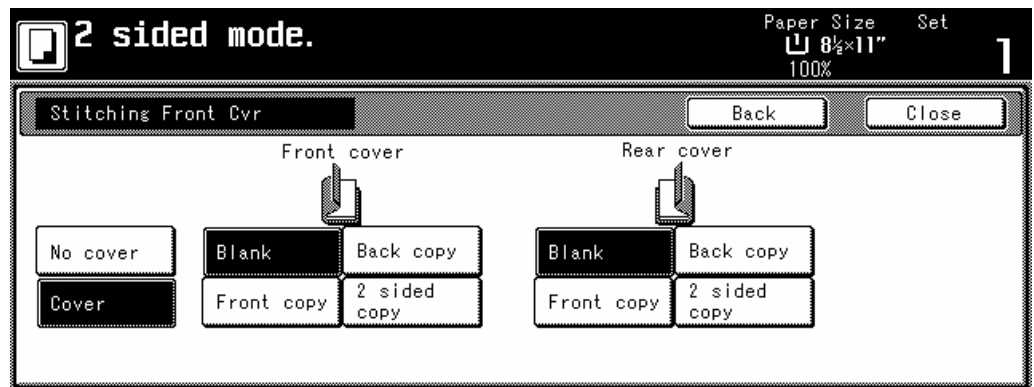 2 sided mode.
Paper Size Set
8½×11" 1
100%
Stitching Front Cvr Back Close
Front cover Rear cover
No cover Blank Back copy Blank Back copy
Cover Front copy 2 sided copy Front copy 2 sided copy